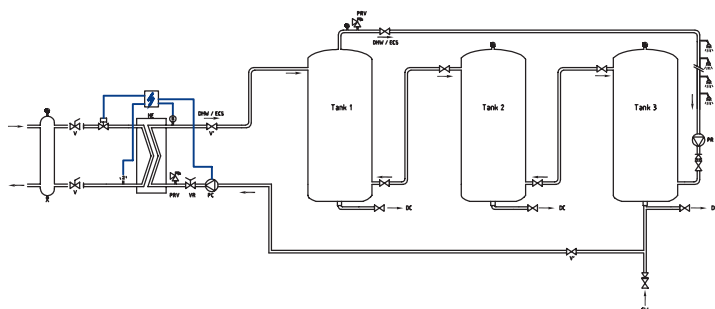 PRV
DHW / ECS
Tank 1
Tank 2
Tank 3
HE
DHW / ECS
V
V'
PR
V
PRV
VR
PC
DC
DC
D
V'